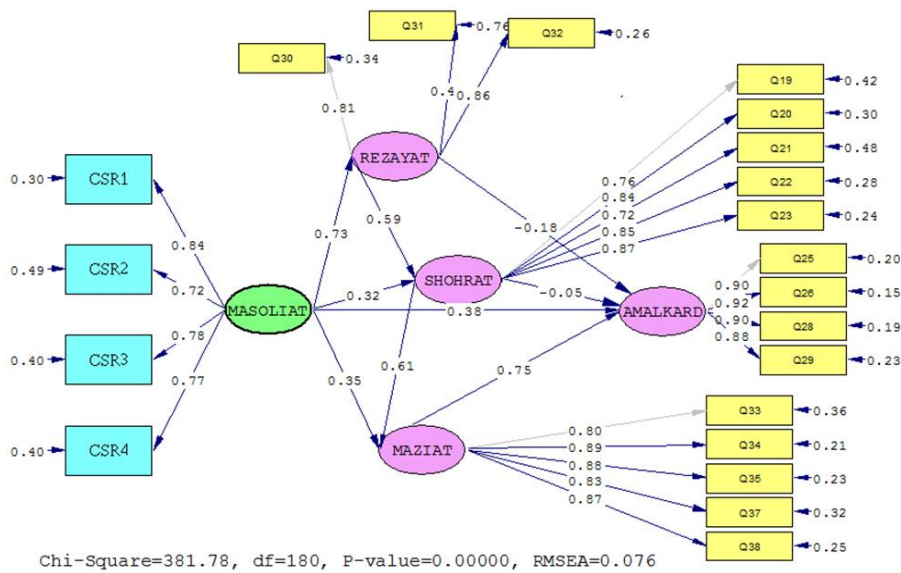 Q31
0.76
Q32
0.26
Q30
0.34
0.4
0.86
0.81
Q19
0.42
Q20
0.30
REZAYAT
Q21
0.48
0.30
CSR1
Q22
0.28
0.76
0.84
0.72
0.85
0.87
Q23
0.24
0.59
-0.18
0.73
0.84
0.49
CSR2
0.72
SHOHRAT
Q25
0.20
0.90
0.92
0.90
0.88
Q26
0.15
-0.05
0.32
MASOLIAT
0.38
AMALKARD
Q28
0.19
0.78
0.40
CSR3
0.77
Q29
0.23
0.61
0.75
0.35
Q33
0.36
0.80
0.40
CSR4
MAZIAT
0.89
Q34
0.21
0.88
Q35
0.23
0.83
Q37
0.32
0.87
Q38
0.25
Chi-Square=381.78, df=180, P-value=0.00000, RMSEA=0.076